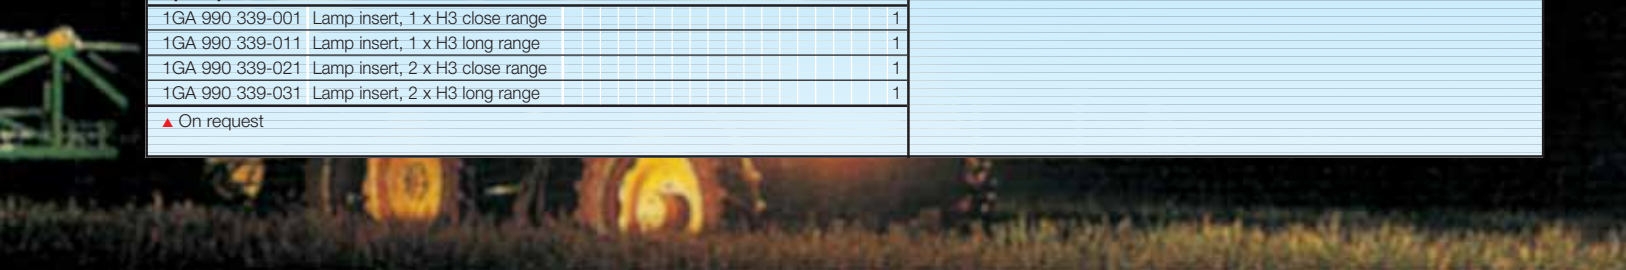 1GA 990 339-001 Lamp insert, 1 x H3 close range 1
1GA 990 339-011 Lamp insert, 1 x H3 long range 1
1GA 990 339-021 Lamp insert, 2 x H3 close range 1
1GA 990 339-031 Lamp insert, 2 x H3 long range 1
▲ On request